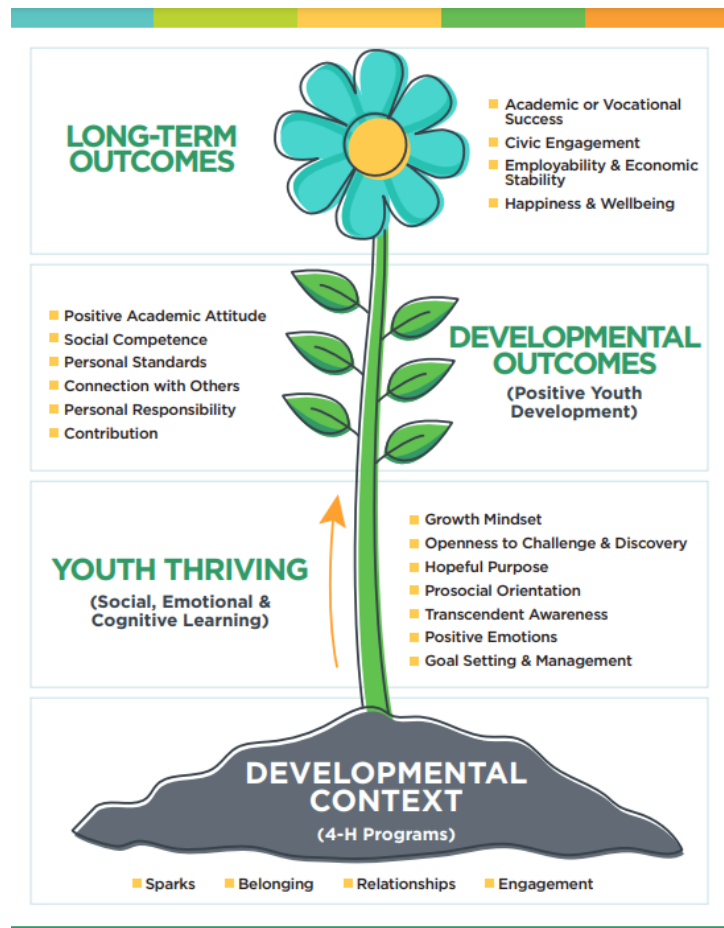 LONG-TERM
OUTCOMES
Academic or Vocational
Success
Civic Engagement
Employability & Economic
Stability
Happiness & Wellbeing
Positive Academic Attitude
Social Competence
Personal Standards
Connection with Others
Personal Responsibility
Contribution
DEVELOPMENTAL
OUTCOMES
(Positive Youth
Development)
YOUTH THRIVING
(Social, Emotional &
Cognitive Learning)
Growth Mindset
Openness to Challenge & Discovery
Hopeful Purpose
Prosocial Orientation
Transcendent Awareness
Positive Emotions
Goal Setting & Management
DEVELOPMENTAL
CONTEXT
(4-H Programs)
Sparks Belonging Relationships Engagement